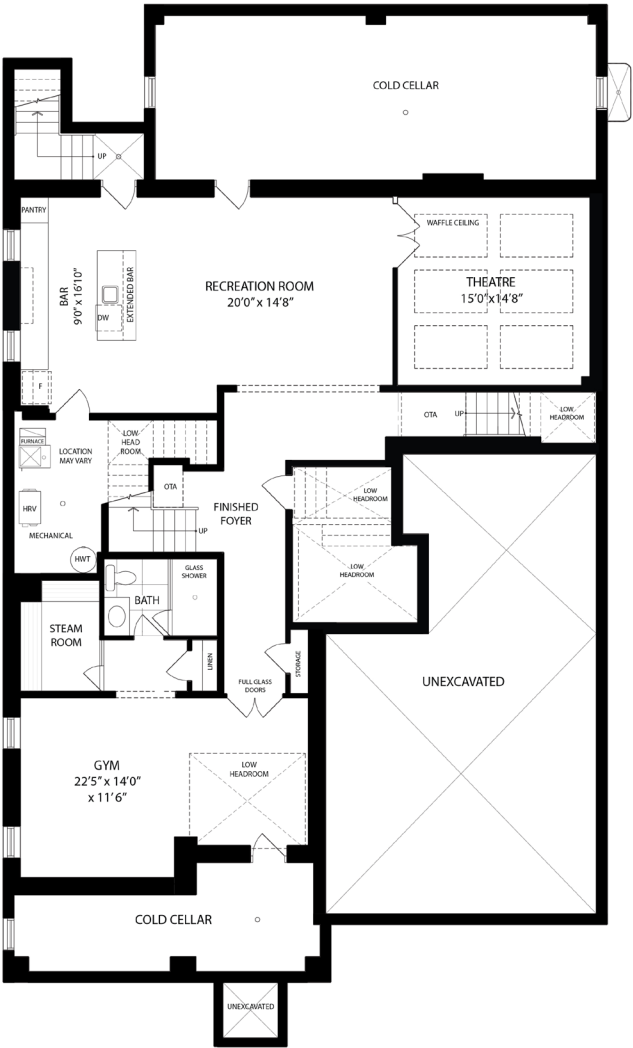 COLD CELLAR
UP
PANTRY
WAFFLE CEILING
BAR
9'0" x 16'10"
EXTENDED BAR
DW
RECREATION ROOM
20'0" x 14'8"
THEATRE
15'0"x14'8"
F
OTA
UP
LOW
HEADROOM
FURNACE
LOCATION
MAY VARY
LOW
HEAD
ROOM
OTA
HRV
MECHANICAL
HWT
FINISHED
FOYER
UP
LOW
HEADROOM
LOW
HEADROOM
GLASS
SHOWER
BATH
STEAM
ROOM
LINEN
STORAGE
FULL GLASS
DOORS
UNEXCAVATED
GYM
22'5" x 14'0"
x 11'6"
LOW
HEADROOM
COLD CELLAR
UNEXCAVATED